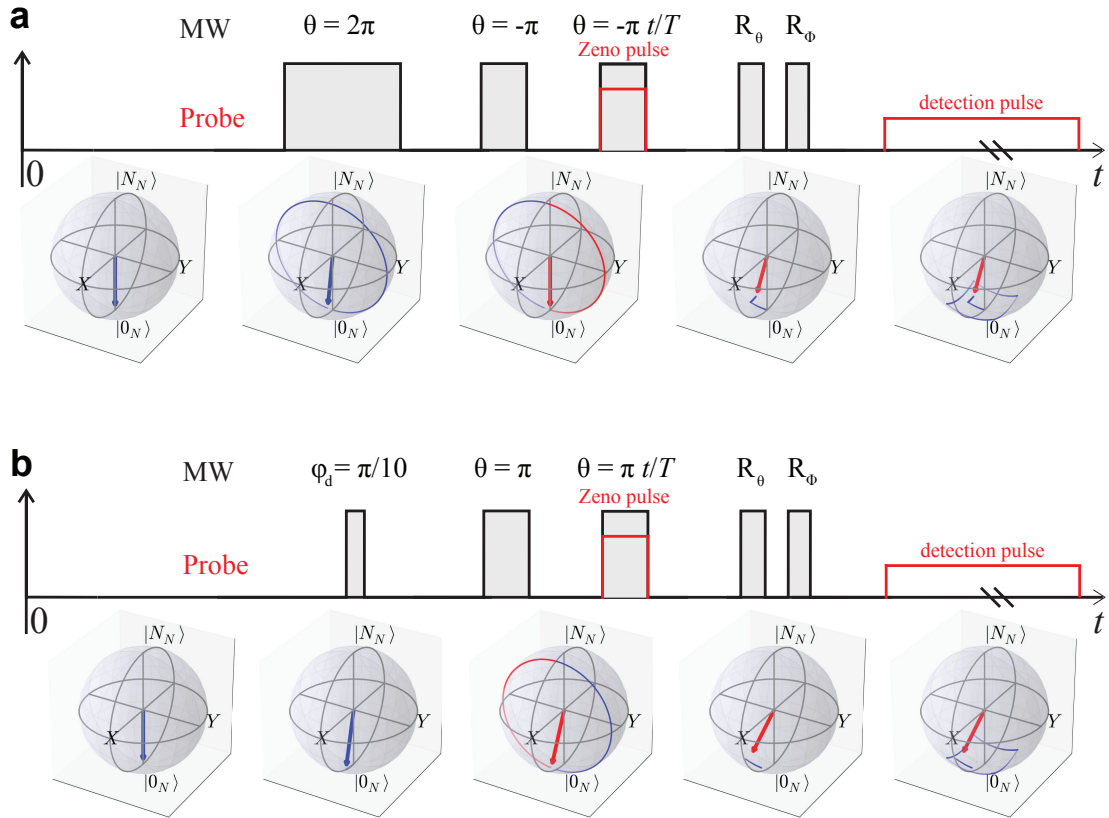 a
MW θ = 2π θ = -π θ = -π t/T R_θ R_Φ
Zeno pulse
Probe detection pulse
0 t
|N_N⟩ |N_N⟩ |N_N⟩ |N_N⟩ |N_N⟩
X Y X Y X Y X Y X Y
|0_N⟩ |0_N⟩ |0_N⟩ |0_N⟩ |0_N⟩
b
MW φ_d = π/10 θ = π θ = π t/T R_θ R_Φ
Zeno pulse
Probe detection pulse
0 t
|N_N⟩ |N_N⟩ |N_N⟩ |N_N⟩ |N_N⟩
X Y X Y X Y X Y X Y
|0_N⟩ |0_N⟩ |0_N⟩ |0_N⟩ |0_N⟩